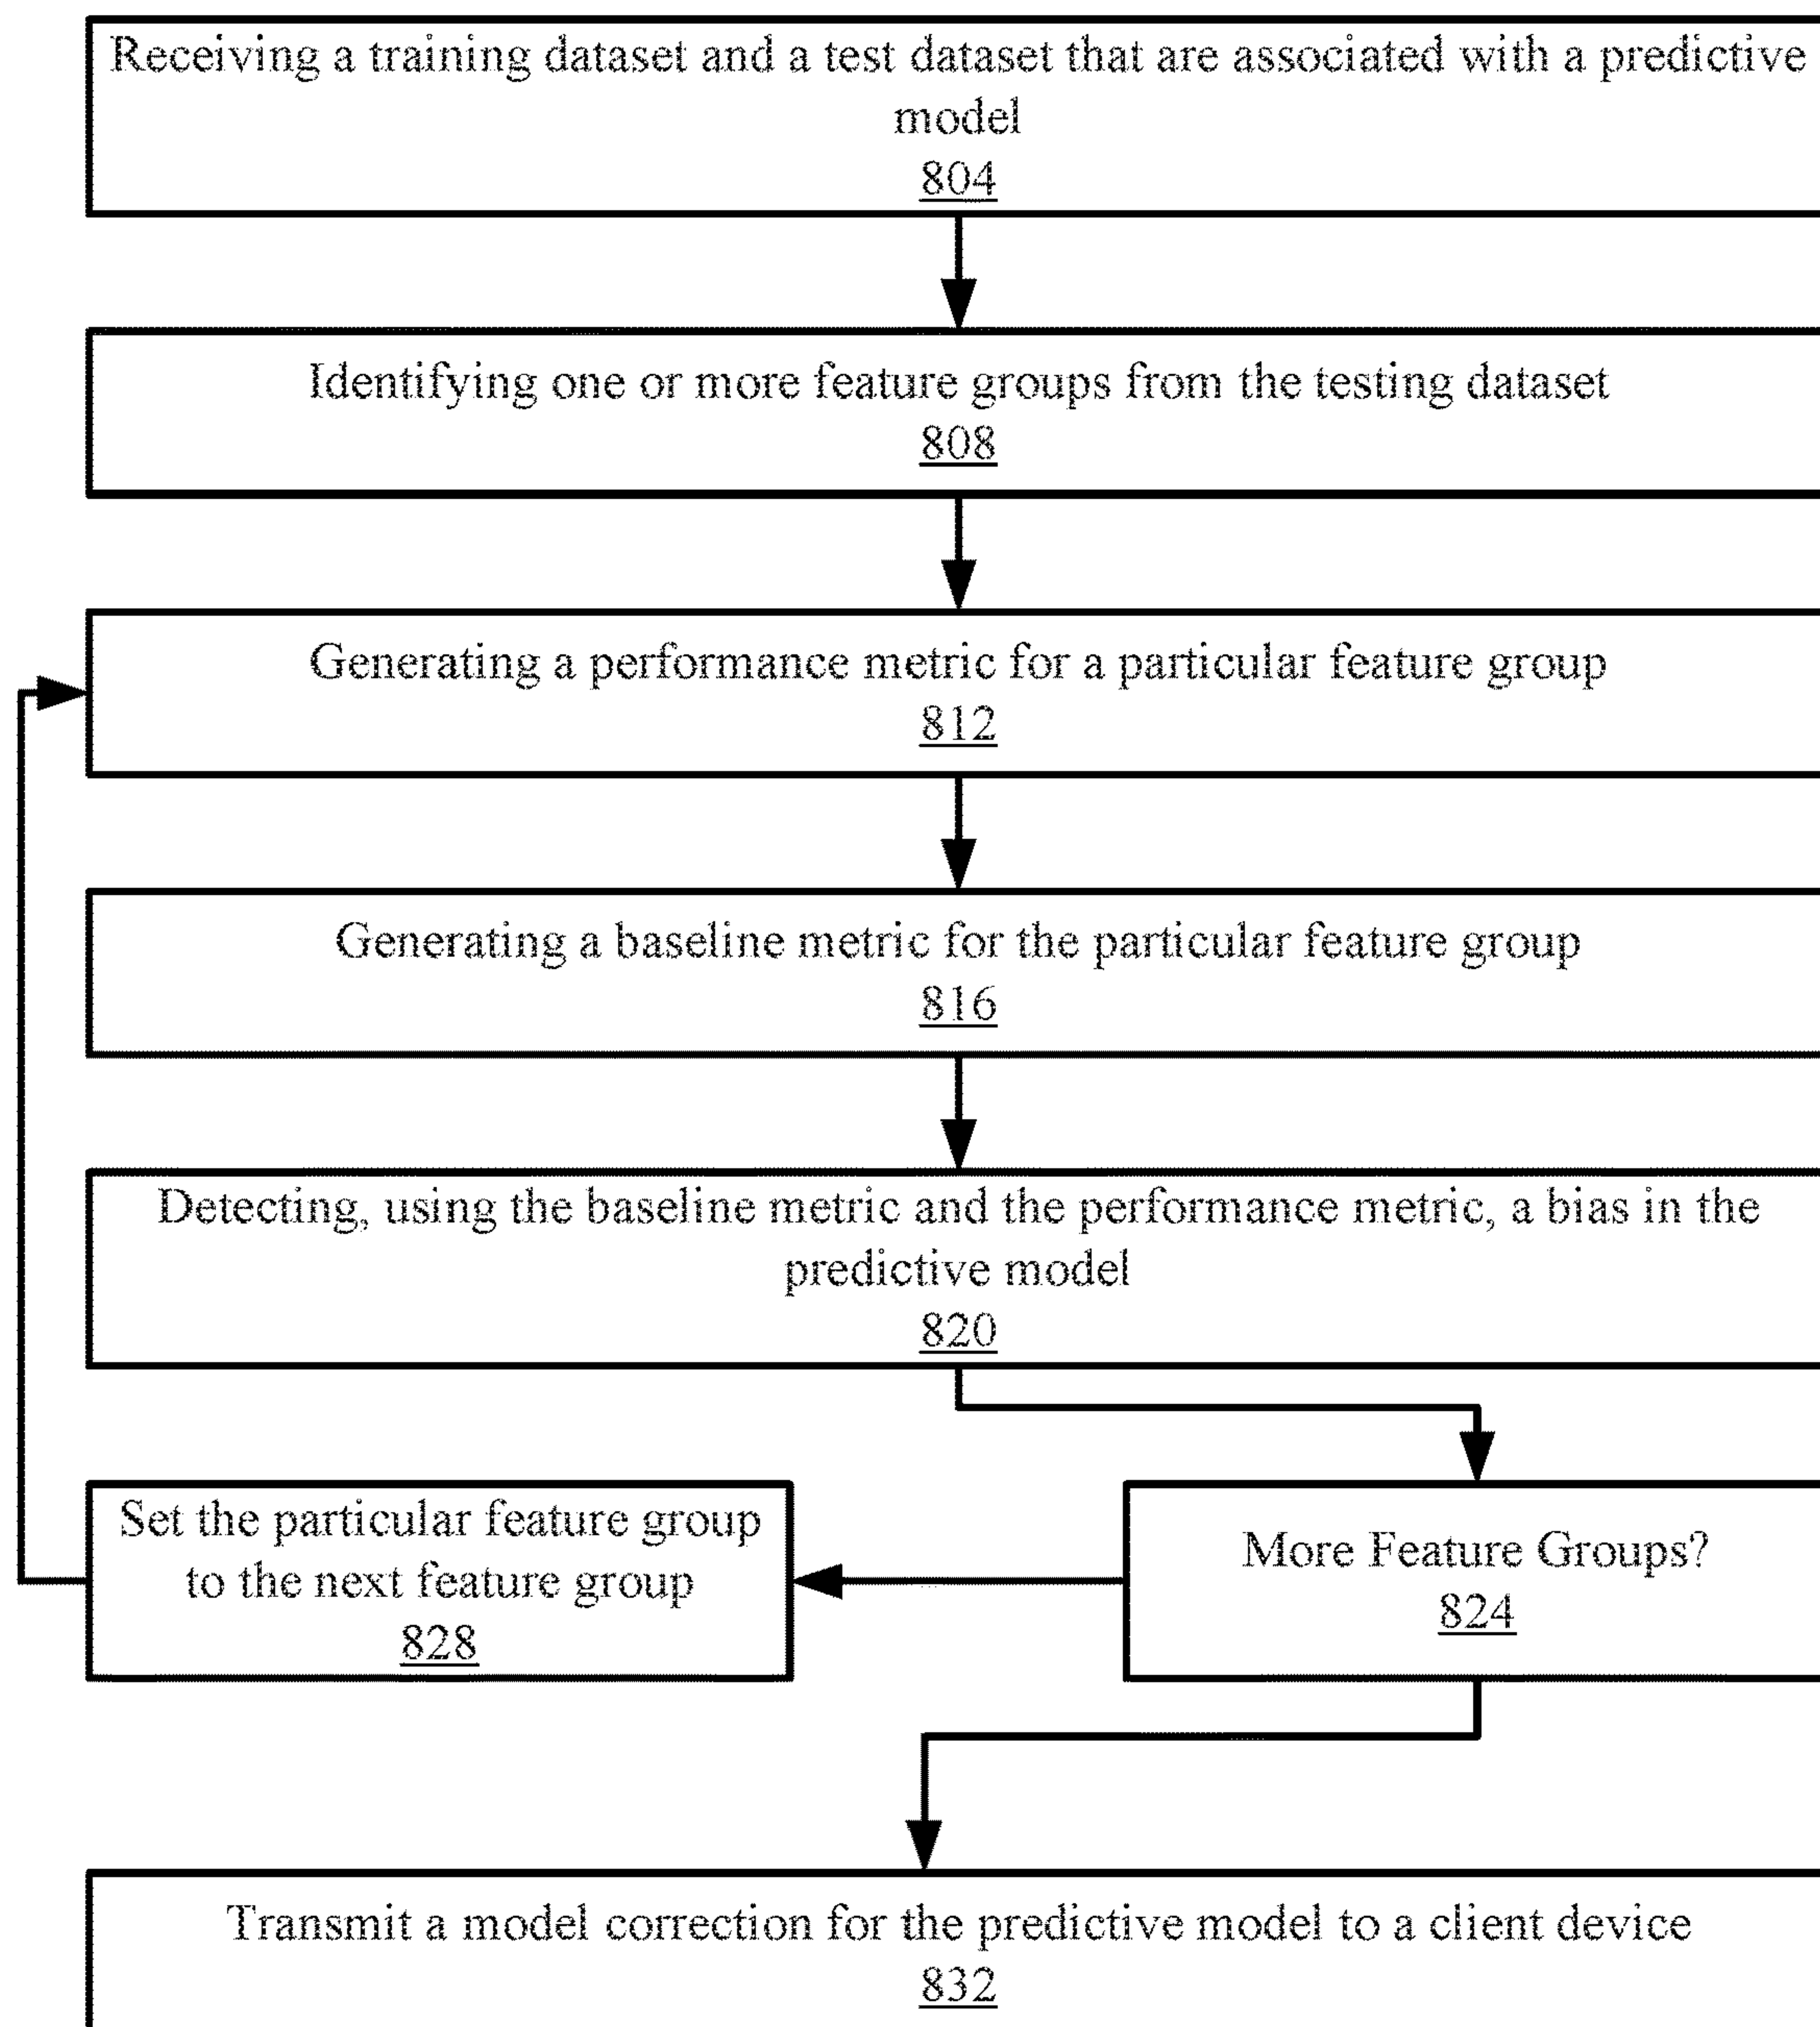 Receiving a training dataset and a test dataset that are associated with a predictive
model
804
Identifying one or more feature groups from the testing dataset
808
Generating a performance metric for a particular feature group
812
Generating a baseline metric for the particular feature group
816
Detecting, using the baseline metric and the performance metric, a bias in the
predictive model
820
Set the particular feature group
to the next feature group
828
More Feature Groups?
824
Transmit a model correction for the predictive model to a client device
832